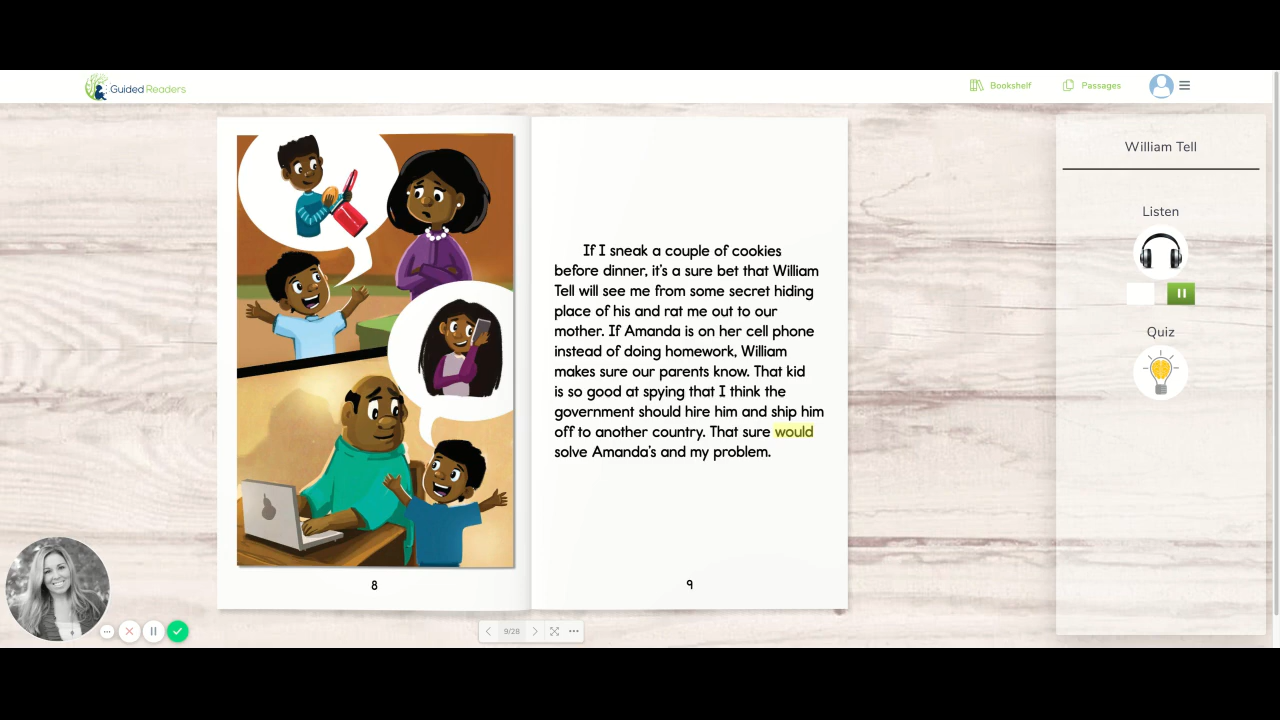 Guided Readers
Bookshelf
Passages
If I sneak a couple of cookies
before dinner, it's a sure bet that William
Tell will see me from some secret hiding
place of his and rat me out to our
mother. If Amanda is on her cell phone
instead of doing homework, William
makes sure our parents know. That kid
is so good at spying that I think the
government should hire him and ship him
off to another country. That sure would
solve Amanda's and my problem.
8
9
9/28
William Tell
Listen
Quiz